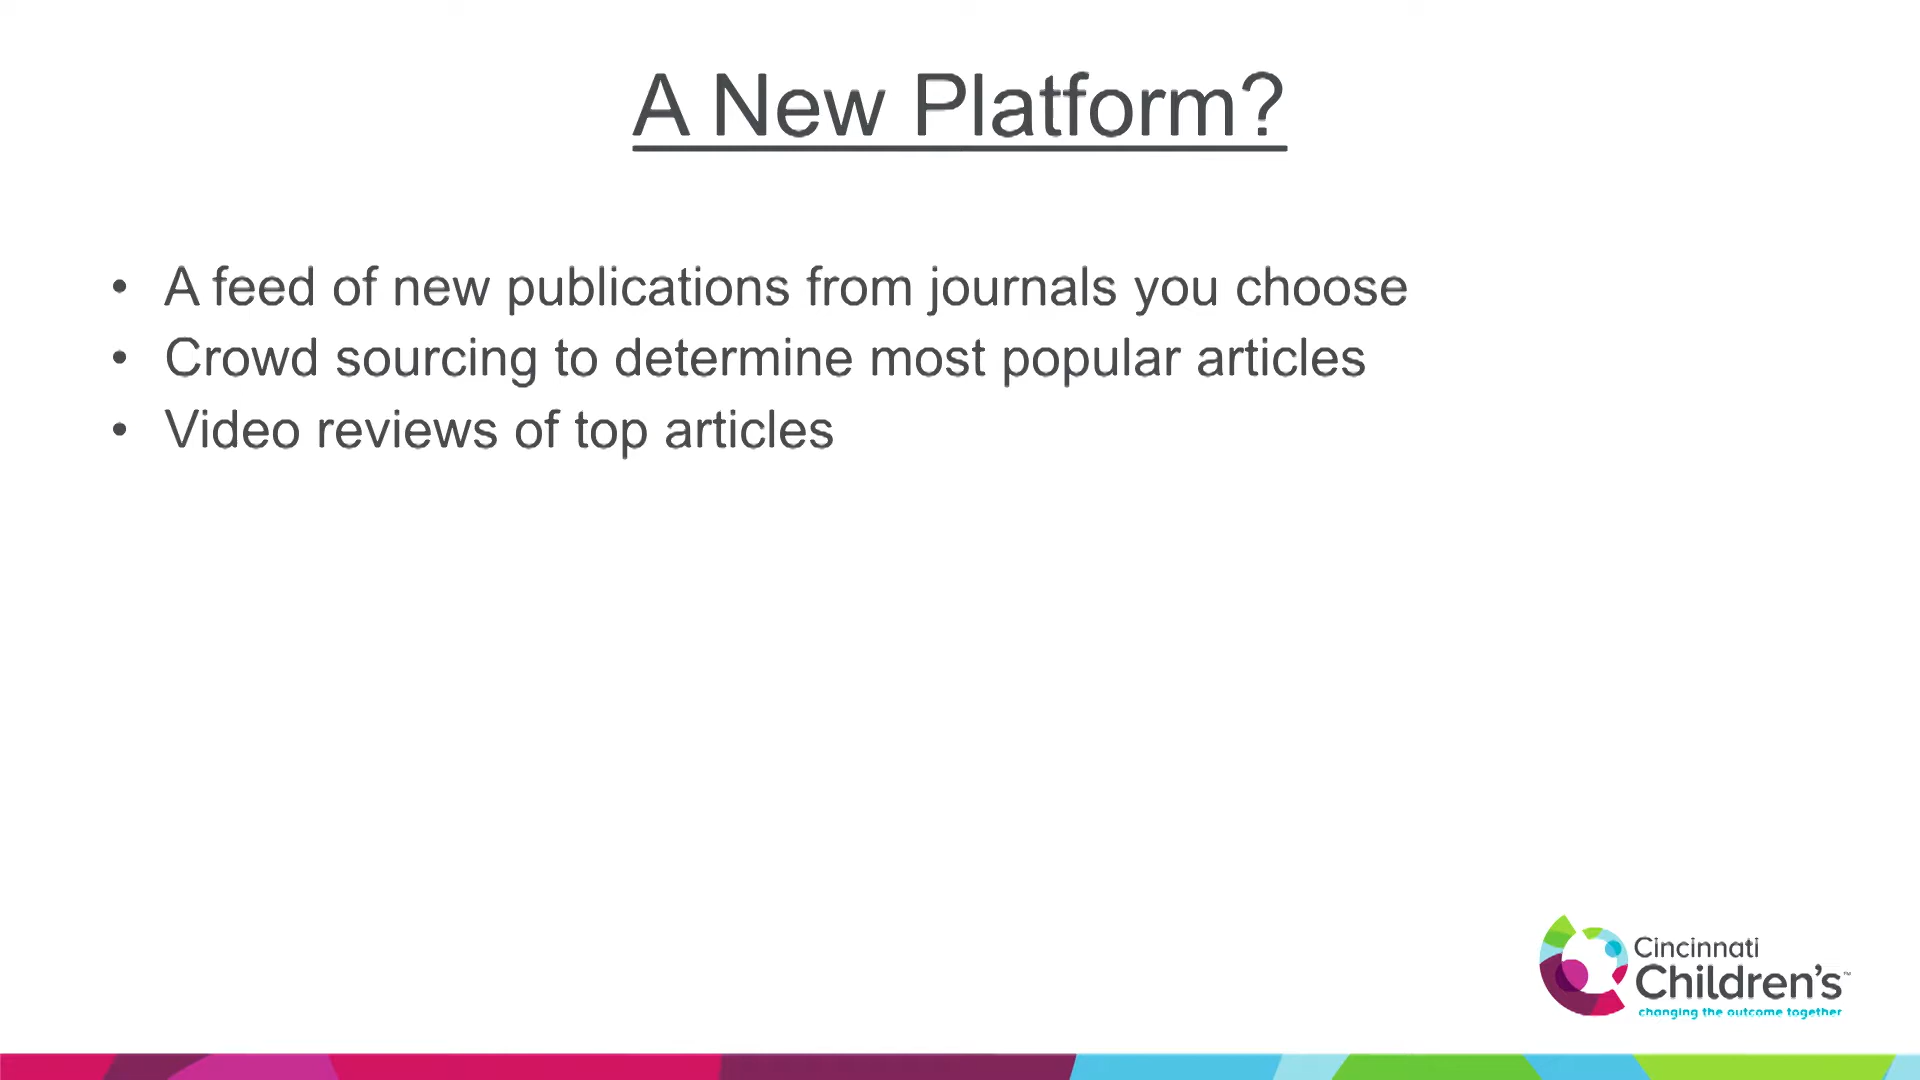 A New Platform?
• A feed of new publications from journals you choose
• Crowd sourcing to determine most popular articles
• Video reviews of top articles
Cincinnati
Children's™
changing the outcome together